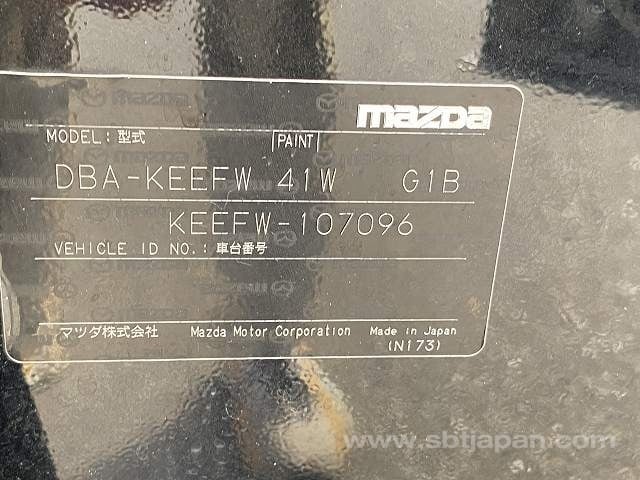 mazda
MODEL:型式 PAINT
DBA-KEEFW 41W G1B
KEEFW-107096
VEHICLE ID NO.:車台番号
マツダ株式会社 Mazda Motor Corporation Made in Japan
(N173)
www.sbtjapan.com